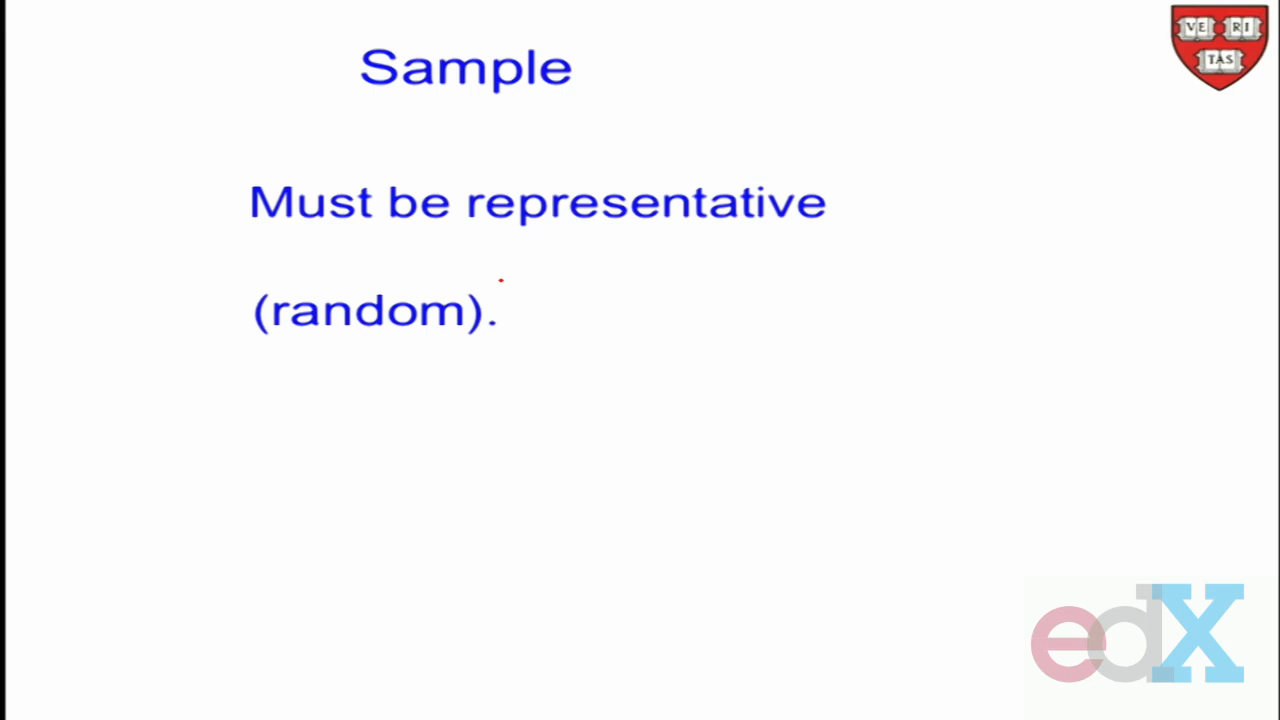 Sample
VE RI
TAS
Must be representative
(random).
edX